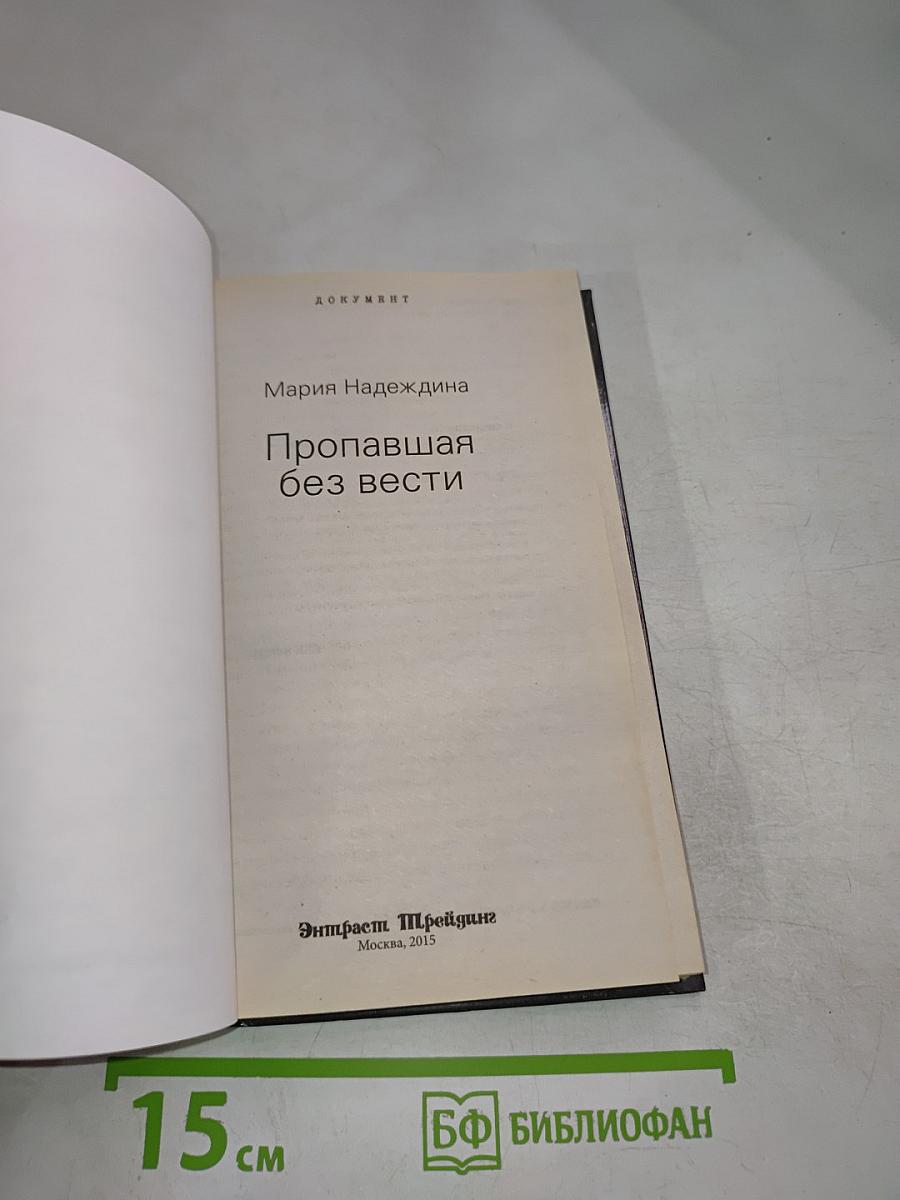 ДОКУМЕНТ
Мария Надеждина
Пропавшая
без вести
Энтраст Трейдинг
Москва, 2015
15 см
БФ БИБЛИОФАН